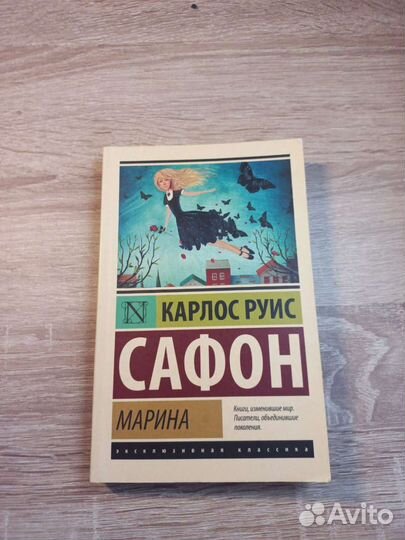 N
КАРЛОС РУИС
САФОН
МАРИНА
Книги, изменившие мир.
Писатели, объединившие
поколения.
ЭКСКЛЮЗИВНАЯ КЛАССИКА
Avito